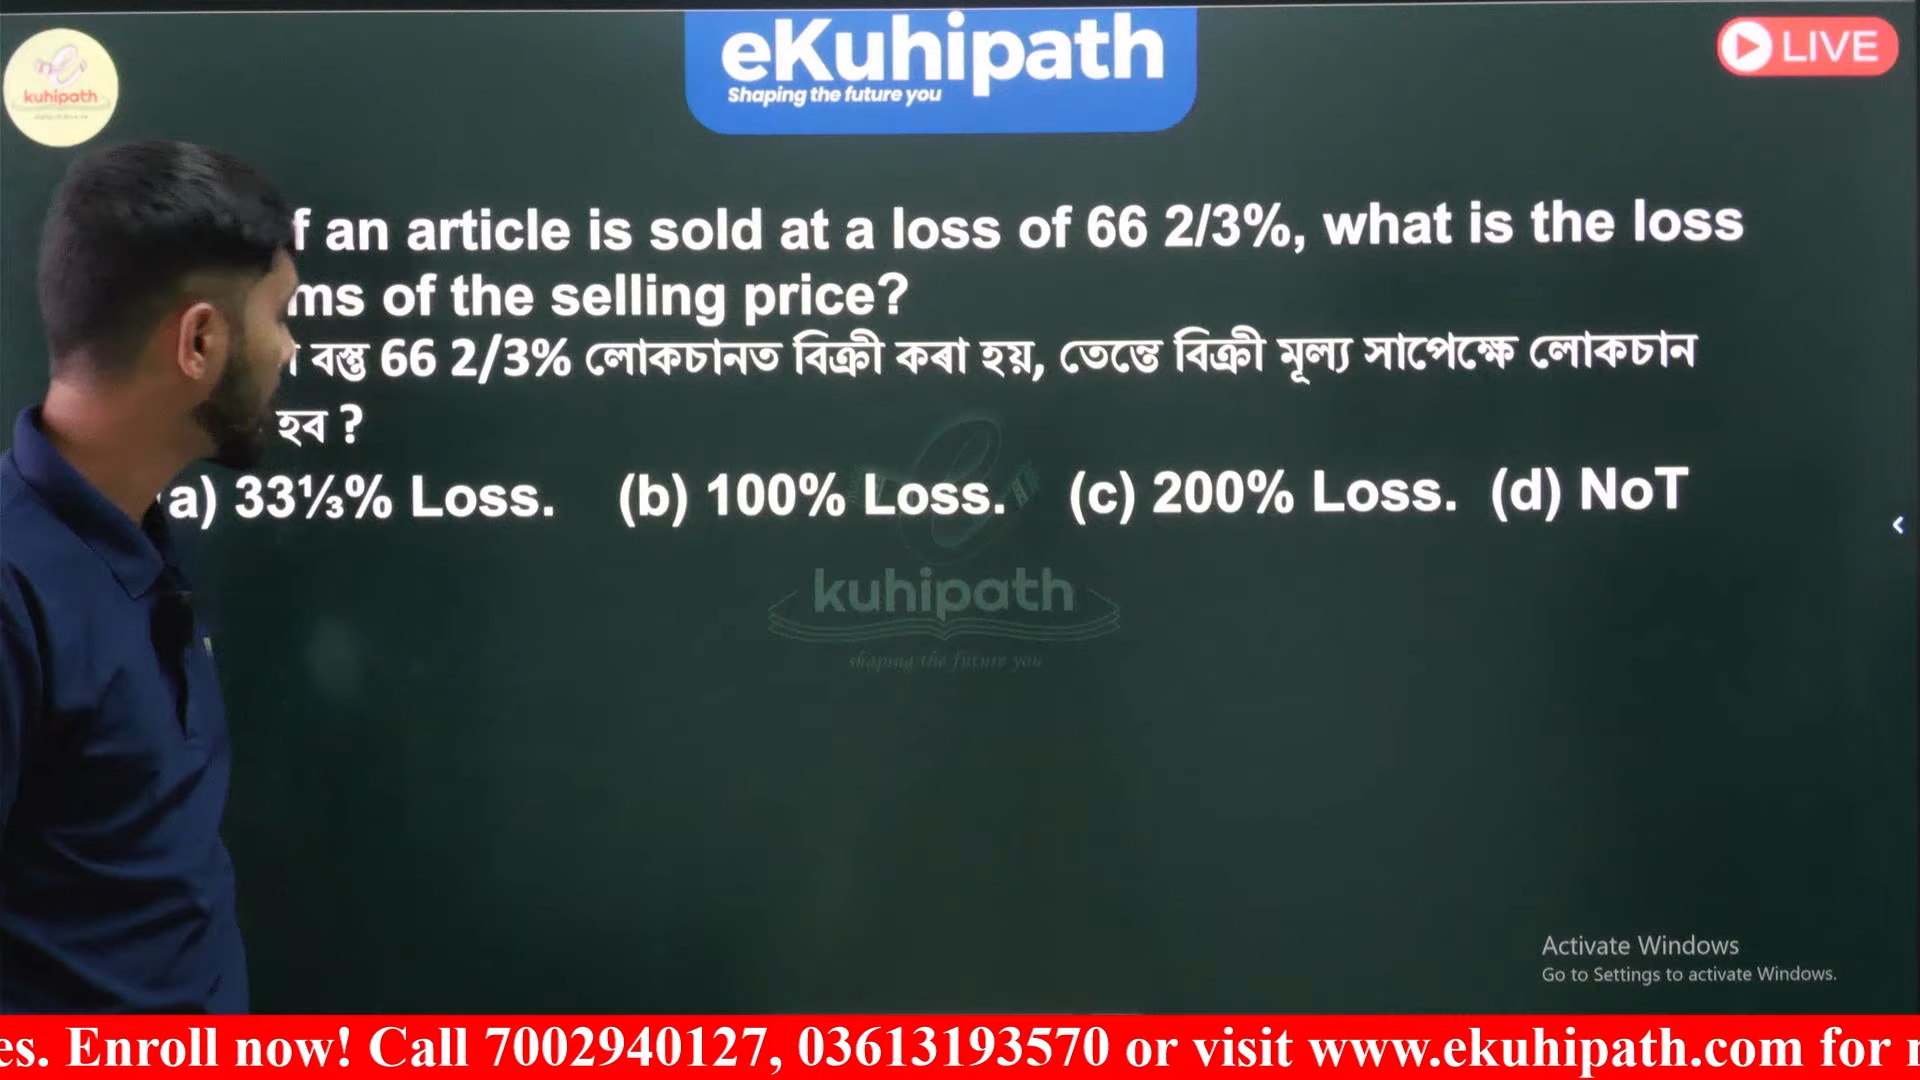 eKuhipath
Shaping the future you
LIVE
kuhipath
an article is sold at a loss of 66 2/3%, what is the loss
of the selling price?
বস্তু 66 2/3% লোকচানত বিক্ৰী কৰা হয়, তেন্তে বিক্ৰী মূল্য সাপেক্ষে লোকচান
হব ?
a) 33⅓% Loss. (b) 100% Loss. (c) 200% Loss. (d) NoT
kuhipath
shaping the future you
Activate Windows
Go to Settings to activate Windows.
es. Enroll now! Call 7002940127, 03613193570 or visit www.ekuhipath.com for